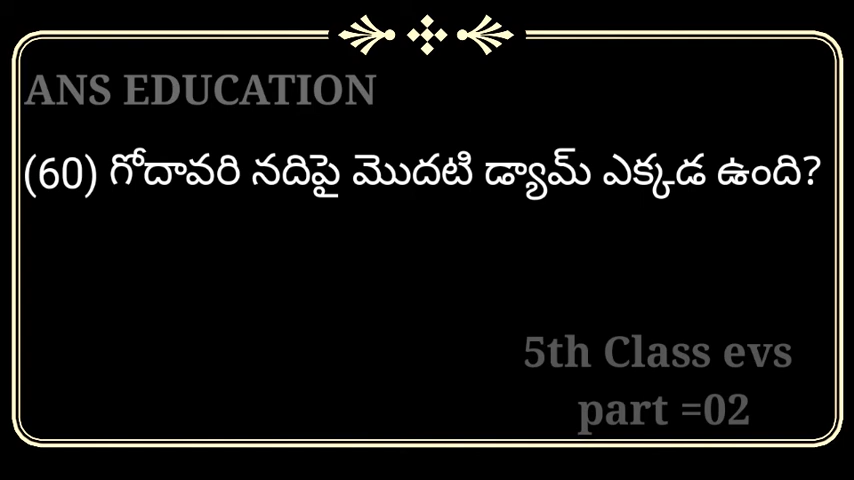 ANS EDUCATION
(60) గోదావరి నదిపై మొదటి డ్యామ్ ఎక్కడ ఉంది?
5th Class evs
part =02